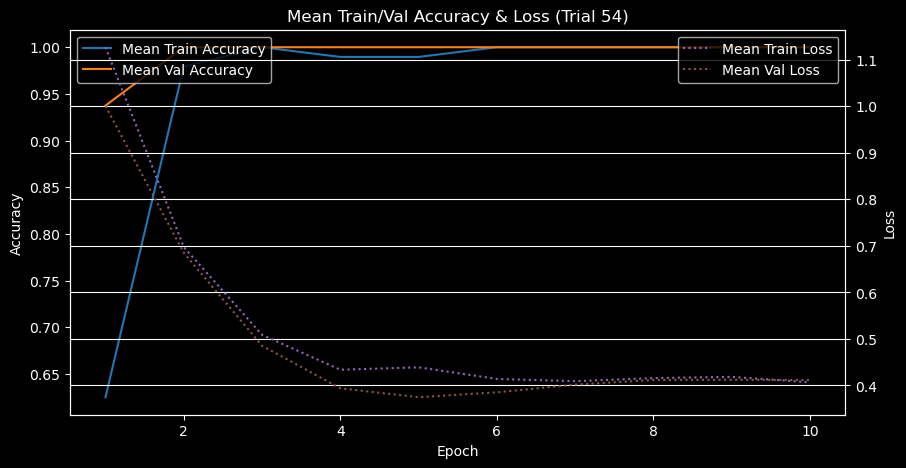 Mean Train/Val Accuracy & Loss (Trial 54)
Mean Train Accuracy
Mean Val Accuracy
Mean Train Loss
Mean Val Loss
1.00
0.95
0.90
0.85
0.80
0.75
0.70
0.65
Accuracy
1.1
1.0
0.9
0.8
0.7
0.6
0.5
0.4
Loss
2 4 6 8 10
Epoch